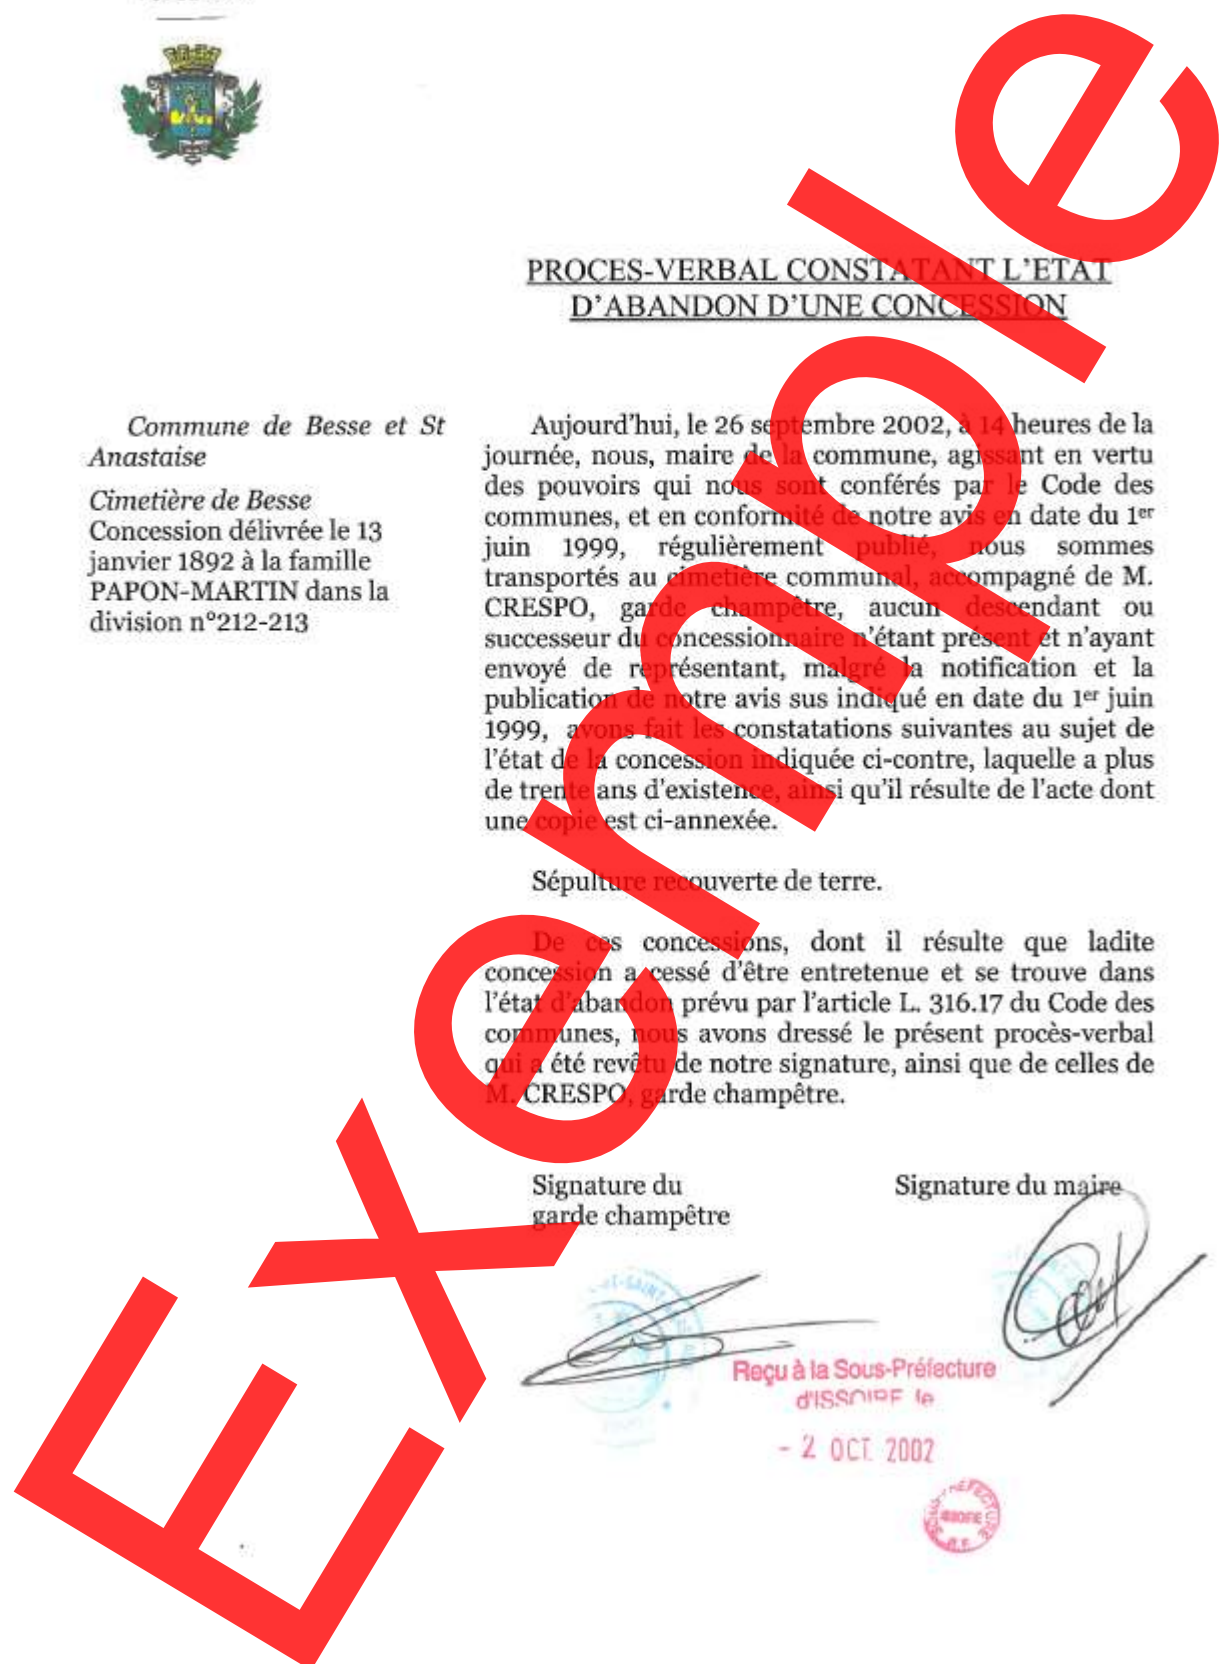 PROCES-VERBAL CONSTATANT L'ETAT
D'ABANDON D'UNE CONCESSION
Commune de Besse et St
Anastaise
Cimetière de Besse
Concession délivrée le 13
janvier 1892 à la famille
PAPON-MARTIN dans la
division n°212-213
Aujourd'hui, le 26 septembre 2002, à 14 heures de la
journée, nous, maire de la commune, agissant en vertu
des pouvoirs qui nous sont conférés par le Code des
communes, et en conformité de notre avis en date du 1er
juin 1999, régulièrement publié, nous sommes
transportés au cimetière communal, accompagné de M.
CRESPO, garde champêtre, aucun descendant ou
successeur du concessionnaire n'étant présent et n'ayant
envoyé de représentant, malgré la notification et la
publication de notre avis sus indiqué en date du 1er juin
1999, avons fait les constatations suivantes au sujet de
l'état de la concession indiquée ci-contre, laquelle a plus
de trente ans d'existence, ainsi qu'il résulte de l'acte dont
une copie est ci-annexée.
Sépulture recouverte de terre.
De ces concessions, dont il résulte que ladite
concession a cessé d'être entretenue et se trouve dans
l'état d'abandon prévu par l'article L. 316.17 du Code des
communes, nous avons dressé le présent procès-verbal
qui a été revêtu de notre signature, ainsi que de celles de
M. CRESPO, garde champêtre.
Signature du
garde champêtre
Signature du maire
Reçu à la Sous-Préfecture
d'ISSOIRE le
- 2 OCT. 2002
Exemple